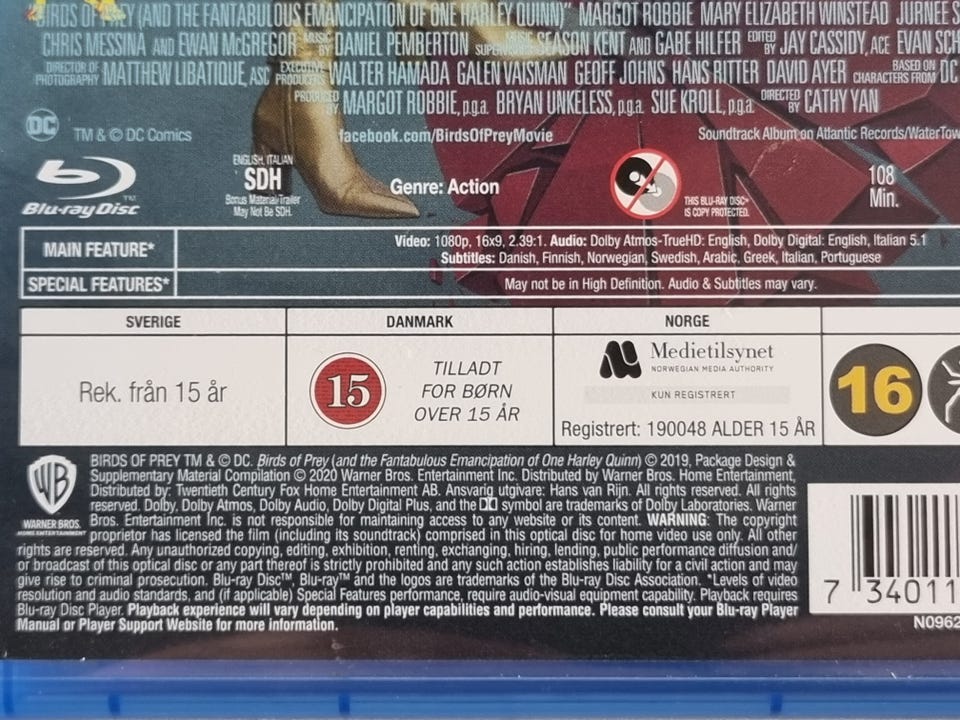 "BIRDS OF PREY (AND THE FANTABULOUS EMANCIPATION OF ONE HARLEY QUINN)" MARGOT ROBBIE MARY ELIZABETH WINSTEAD JURNEE S
CHRIS MESSINA AND EWAN McGREGOR MUSIC BY DANIEL PEMBERTON MUSIC SUPERVISORS SEASON KENT AND GABE HILFER EDITED BY JAY CASSIDY, ACE EVAN SCH
DIRECTOR OF PHOTOGRAPHY MATTHEW LIBATIQUE, ASC EXECUTIVE PRODUCERS WALTER HAMADA GALEN VAISMAN GEOFF JOHNS HANS RITTER DAVID AYER BASED ON CHARACTERS FROM DC
PRODUCED BY MARGOT ROBBIE, p.g.a. BRYAN UNKELESS, p.g.a. SUE KROLL, p.g.a. DIRECTED BY CATHY YAN
DC TM & © DC Comics
facebook.com/BirdsOfPreyMovie
Soundtrack Album on Atlantic Records/WaterTow
Blu-ray Disc™
ENGLISH, ITALIAN
SDH
Bonus Material/Trailer
May Not Be SDH.
Genre: Action
THIS BLU-RAY DISC™
IS COPY PROTECTED.
108
Min.
MAIN FEATURE*
Video: 1080p, 16x9, 2.39:1. Audio: Dolby Atmos-TrueHD: English, Dolby Digital: English, Italian 5.1
Subtitles: Danish, Finnish, Norwegian, Swedish, Arabic, Greek, Italian, Portuguese
SPECIAL FEATURES*
May not be in High Definition. Audio & Subtitles may vary.
SVERIGE
Rek. från 15 år
DANMARK
15
TILLADT
FOR BØRN
OVER 15 ÅR
NORGE
Medietilsynet
NORWEGIAN MEDIA AUTHORITY
KUN REGISTRERT
Registrert: 190048 ALDER 15 ÅR
16
WB
WARNER BROS.
HOME ENTERTAINMENT
BIRDS OF PREY TM & © DC. Birds of Prey (and the Fantabulous Emancipation of One Harley Quinn) © 2019, Package Design &
Supplementary Material Compilation © 2020 Warner Bros. Entertainment Inc. Distributed by Warner Bros. Home Entertainment,
Distributed by: Twentieth Century Fox Home Entertainment AB. Ansvarig utgivare: Hans van Rijn. All rights reserved. All rights
reserved. Dolby, Dolby Atmos, Dolby Audio, Dolby Digital Plus, and the symbol are trademarks of Dolby Laboratories. Warner
Bros. Entertainment Inc. is not responsible for maintaining access to any website or its content. WARNING: The copyright
proprietor has licensed the film (including its soundtrack) comprised in this optical disc for home video use only. All other
rights are reserved. Any unauthorized copying, editing, exhibition, renting, exchanging, hiring, lending, public performance diffusion and/
or broadcast of this optical disc or any part thereof is strictly prohibited and any such action establishes liability for a civil action and may
give rise to criminal prosecution. Blu-ray Disc™, Blu-ray™ and the logos are trademarks of the Blu-ray Disc Association. *Levels of video
resolution and audio standards, and (if applicable) Special Features performance, require audio-visual equipment capability. Playback requires
Blu-ray Disc Player. Playback experience will vary depending on player capabilities and performance. Please consult your Blu-ray Player
Manual or Player Support Website for more information.
7 34011
N0962